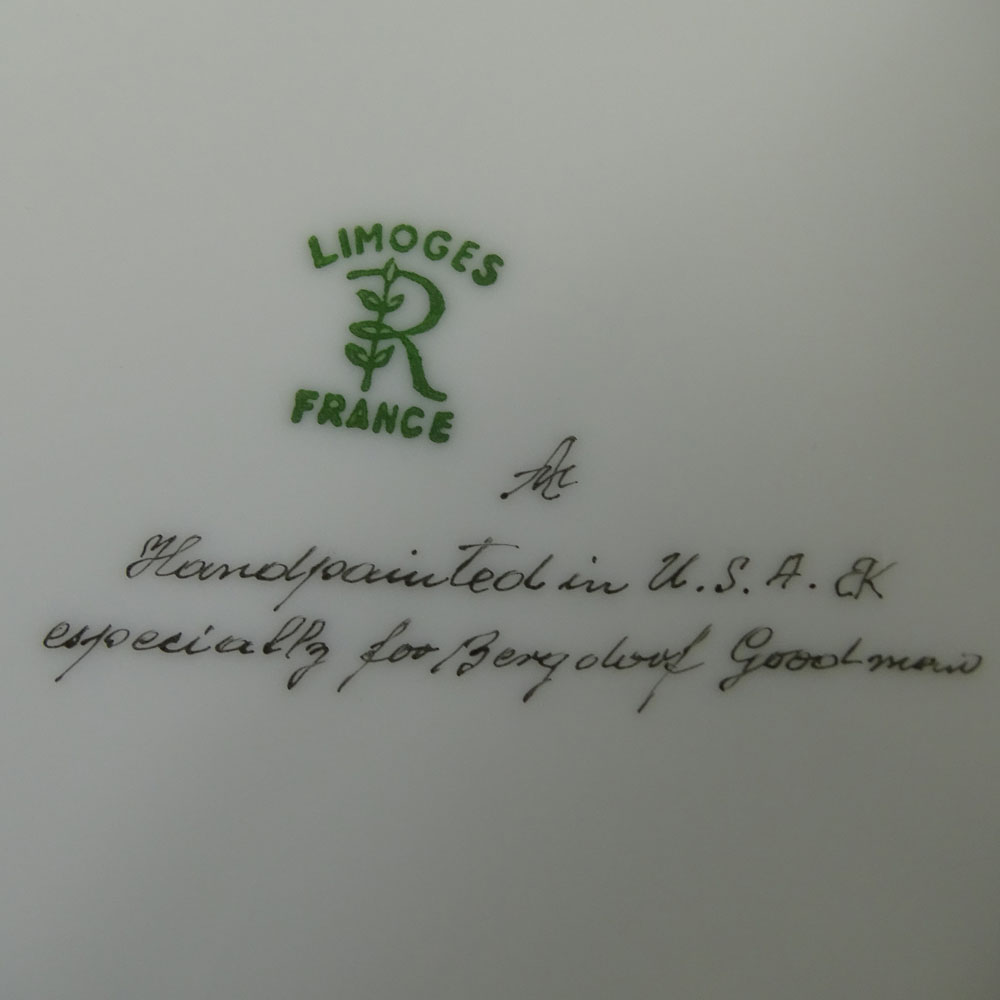 LIMOGES
R
FRANCE
Handpainted in U.S.A. EK
especially for Bergdorf Goodman